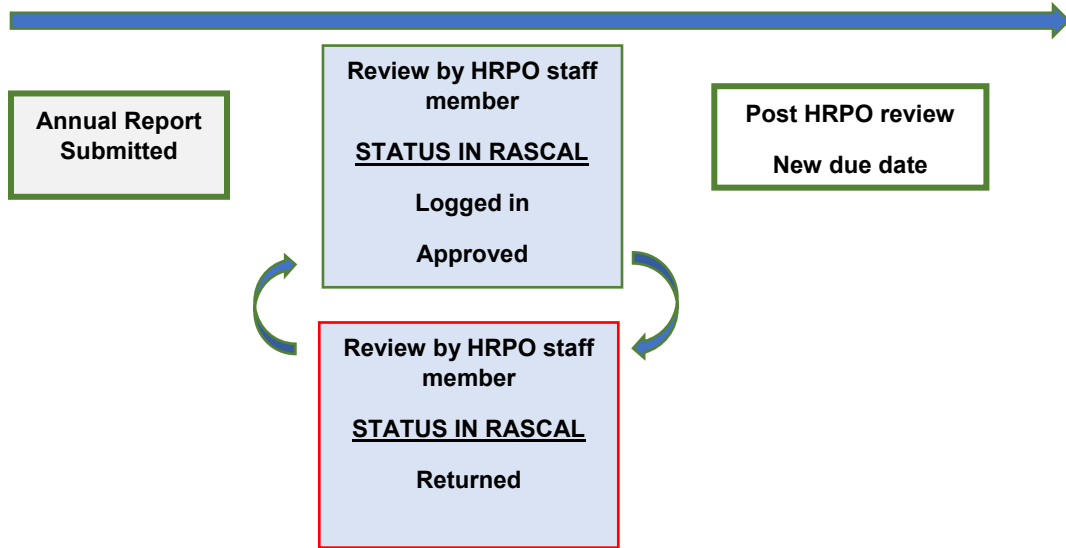 Annual Report
Submitted
Review by HRPO staff
member
STATUS IN RASCAL
Logged in
Approved
Review by HRPO staff
member
STATUS IN RASCAL
Returned
Post HRPO review
New due date